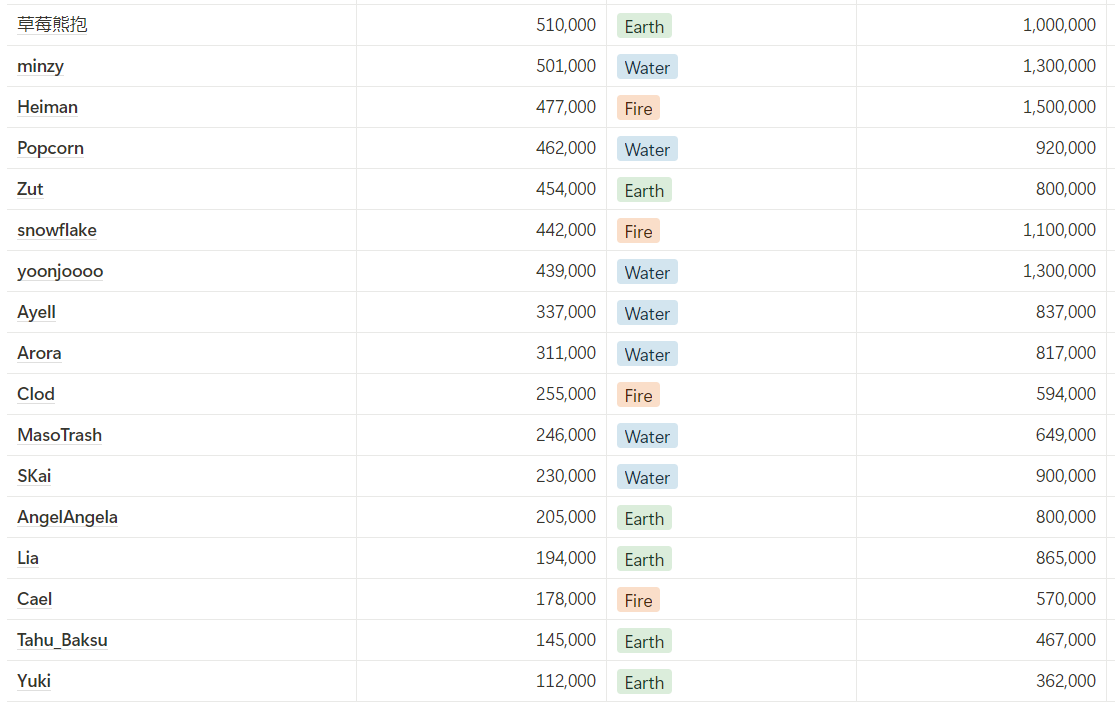 草莓熊抱 510,000 Earth 1,000,000
minzy 501,000 Water 1,300,000
Heiman 477,000 Fire 1,500,000
Popcorn 462,000 Water 920,000
Zut 454,000 Earth 800,000
snowflake 442,000 Fire 1,100,000
yoonjoooo 439,000 Water 1,300,000
Ayell 337,000 Water 837,000
Arora 311,000 Water 817,000
Clod 255,000 Fire 594,000
MasoTrash 246,000 Water 649,000
SKai 230,000 Water 900,000
AngelAngela 205,000 Earth 800,000
Lia 194,000 Earth 865,000
Cael 178,000 Fire 570,000
Tahu_Baksu 145,000 Earth 467,000
Yuki 112,000 Earth 362,000